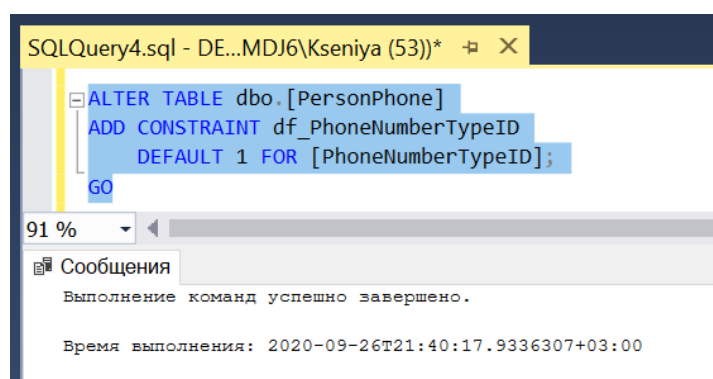 SQLQuery4.sql - DE...MDJ6\Kseniya (53))*
ALTER TABLE dbo.[PersonPhone]
ADD CONSTRAINT df_PhoneNumberTypeID
DEFAULT 1 FOR [PhoneNumberTypeID];
GO
91 %
Сообщения
Выполнение команд успешно завершено.
Время выполнения: 2020-09-26T21:40:17.9336307+03:00